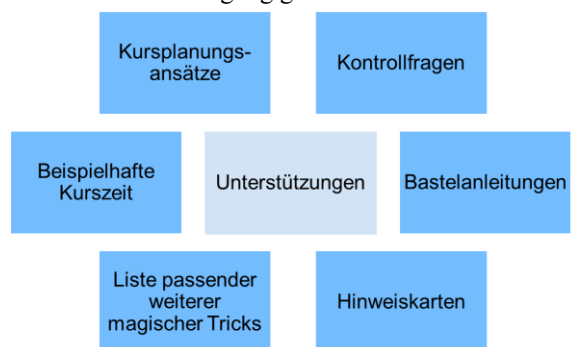 Kursplanungs-
ansätze
Kontrollfragen
Beispielhafte
Kurszeit
Unterstützungen
Bastelanleitungen
Liste passender
weiterer
magischer Tricks
Hinweiskarten